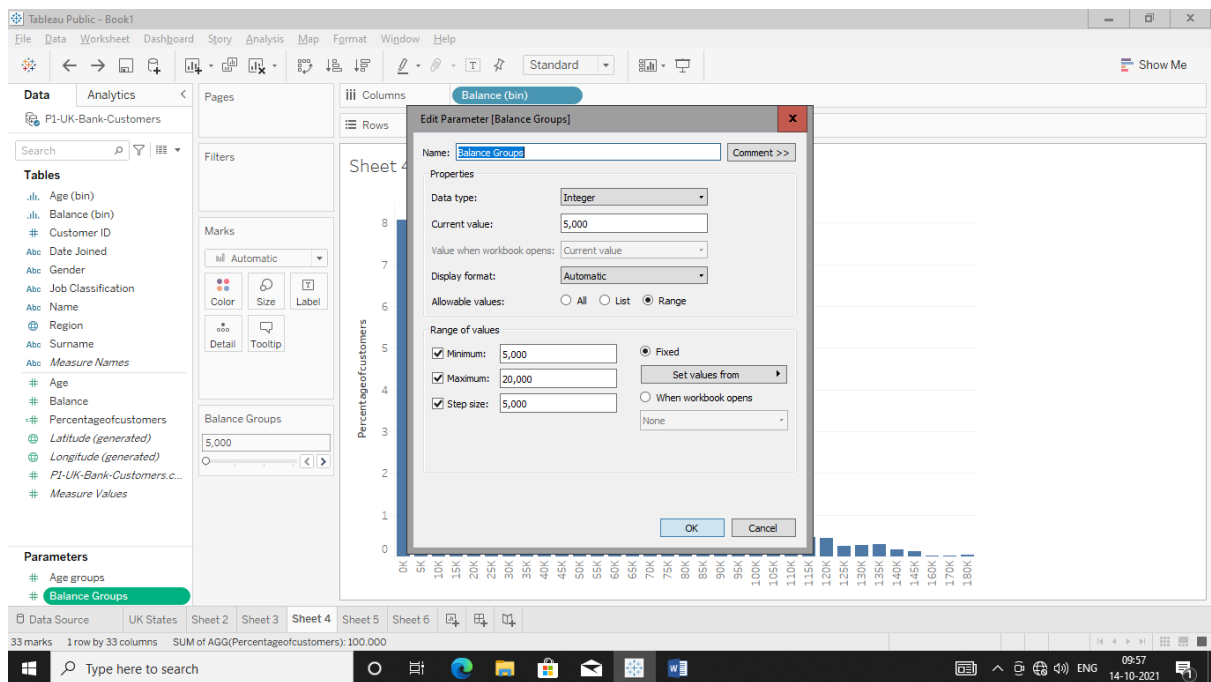 Tableau Public - Book1
File Data Worksheet Dashboard Story Analysis Map Format Window Help
Standard
Show Me
Data Analytics
P1-UK-Bank-Customers
Search
Tables
Age (bin)
Balance (bin)
# Customer ID
Abc Date Joined
Abc Gender
Abc Job Classification
Abc Name
Region
Abc Surname
Abc Measure Names
# Age
# Balance
=# Percentageofcustomers
Latitude (generated)
Longitude (generated)
# P1-UK-Bank-Customers.c...
# Measure Values
Parameters
# Age groups
# Balance Groups
Pages
Filters
Marks
Automatic
Color Size Label
Detail Tooltip
Balance Groups
5,000
Columns Balance (bin)
Rows
Sheet 4
Percentageofcustomers
8
7
6
5
4
3
2
1
0
0K 5K 10K 15K 20K 25K 30K 35K 40K 45K 50K 55K 60K 65K 70K 75K 80K 85K 90K 95K 100K 105K 110K 115K 120K 125K 130K 135K 140K 145K 160K 170K 180K
Edit Parameter [Balance Groups]
Name: Balance Groups Comment >>
Properties
Data type: Integer
Current value: 5,000
Value when workbook opens: Current value
Display format: Automatic
Allowable values: All List Range
Range of values
Minimum: 5,000 Fixed
Maximum: 20,000 Set values from
Step size: 5,000 When workbook opens
None
OK Cancel
Data Source UK States Sheet 2 Sheet 3 Sheet 4 Sheet 5 Sheet 6
33 marks 1 row by 33 columns SUM of AGG(Percentageofcustomers): 100.000
Type here to search
ENG
09:57
14-10-2021